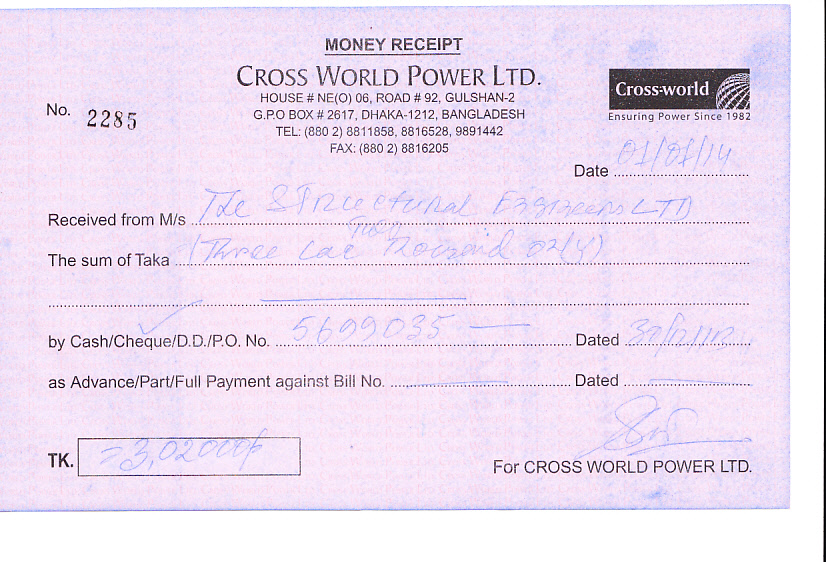 MONEY RECEIPT
CROSS WORLD POWER LTD.
HOUSE # NE(O) 06, ROAD # 92, GULSHAN-2
G.P.O BOX # 2617, DHAKA-1212, BANGLADESH
TEL: (880 2) 8811858, 8816528, 9891442
FAX: (880 2) 8816205
Cross-world
Ensuring Power Since 1982
No. 2285
Date 01/01/14
Received from M/s The Structural Engineers LTD
The sum of Taka (Three Lac Two Thousand only)
by Cash/Cheque/D.D./P.O. No. 5699035 Dated
as Advance/Part/Full Payment against Bill No. Dated
TK. =3,02000/-
For CROSS WORLD POWER LTD.